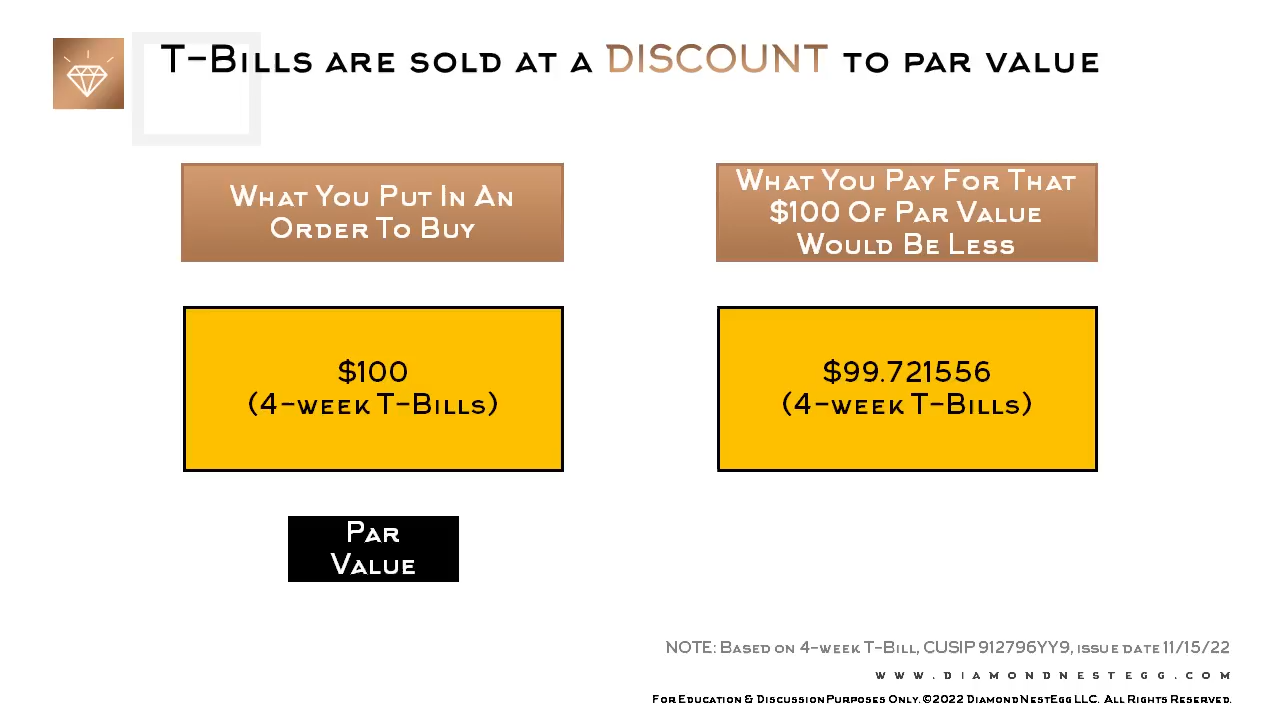 T-Bills are sold at a DISCOUNT to par value
What You Put In An
Order To Buy
What You Pay For That
$100 Of Par Value
Would Be Less
$100
(4-week T-Bills)
$99.721556
(4-week T-Bills)
Par
Value
NOTE: Based on 4-week T-Bill, CUSIP 912796YY9, issue date 11/15/22
www.diamondnestegg.com
For Education & Discussion Purposes Only. ©2022 DiamondNestEgg LLC. All Rights Reserved.